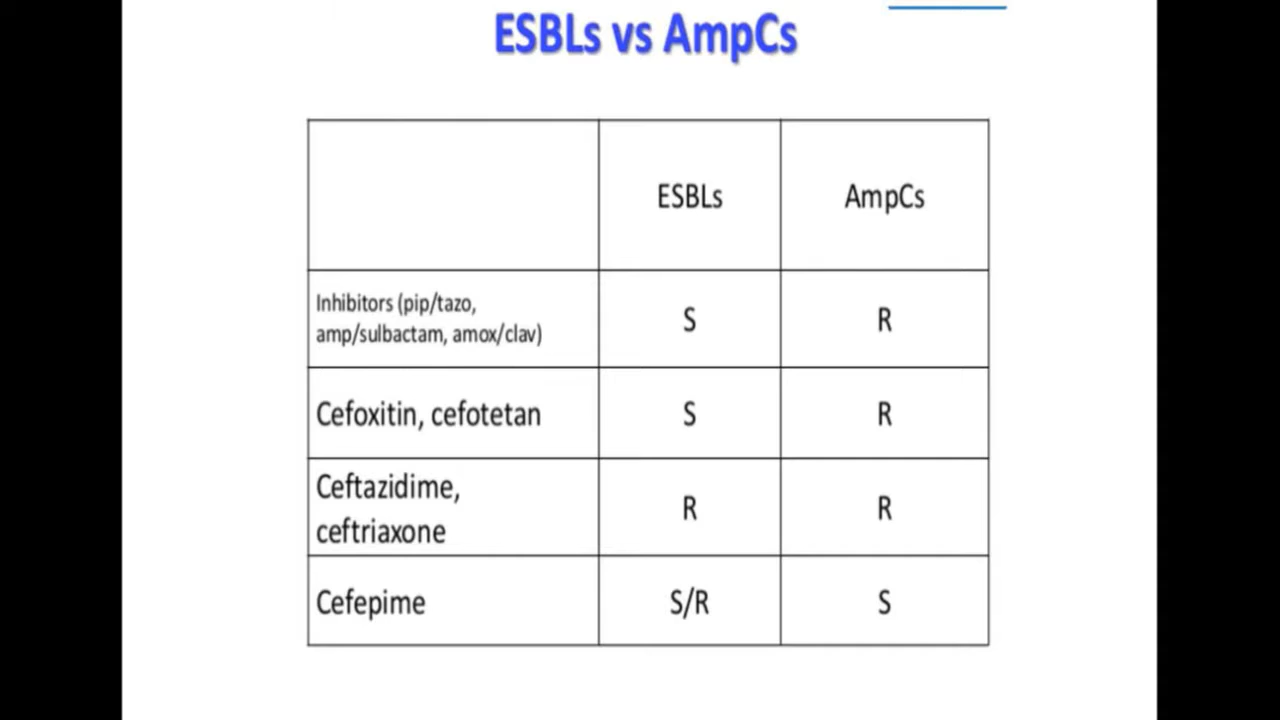 ESBLs vs AmpCs
ESBLs AmpCs
Inhibitors (pip/tazo,
amp/sulbactam, amox/clav) S R
Cefoxitin, cefotetan S R
Ceftazidime,
ceftriaxone R R
Cefepime S/R S